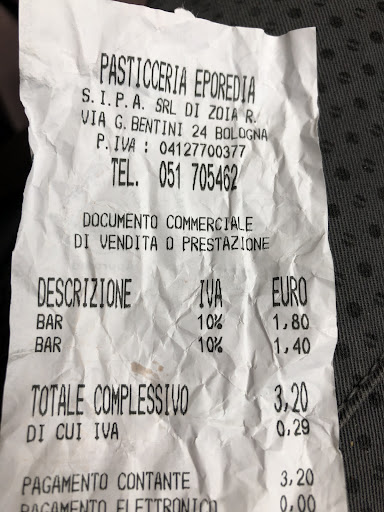 PASTICCERIA EPOREDIA
S.I.P.A. SRL DI ZOIA R.
VIA G.BENTINI 24 BOLOGNA
P.IVA : 04127700377
TEL. 051 705462
DOCUMENTO COMMERCIALE
DI VENDITA O PRESTAZIONE
DESCRIZIONE IVA EURO
BAR 10% 1,80
BAR 10% 1,40
TOTALE COMPLESSIVO 3,20
DI CUI IVA 0,29
PAGAMENTO CONTANTE 3,20
PAGAMENTO ELETTRONICO 0,00